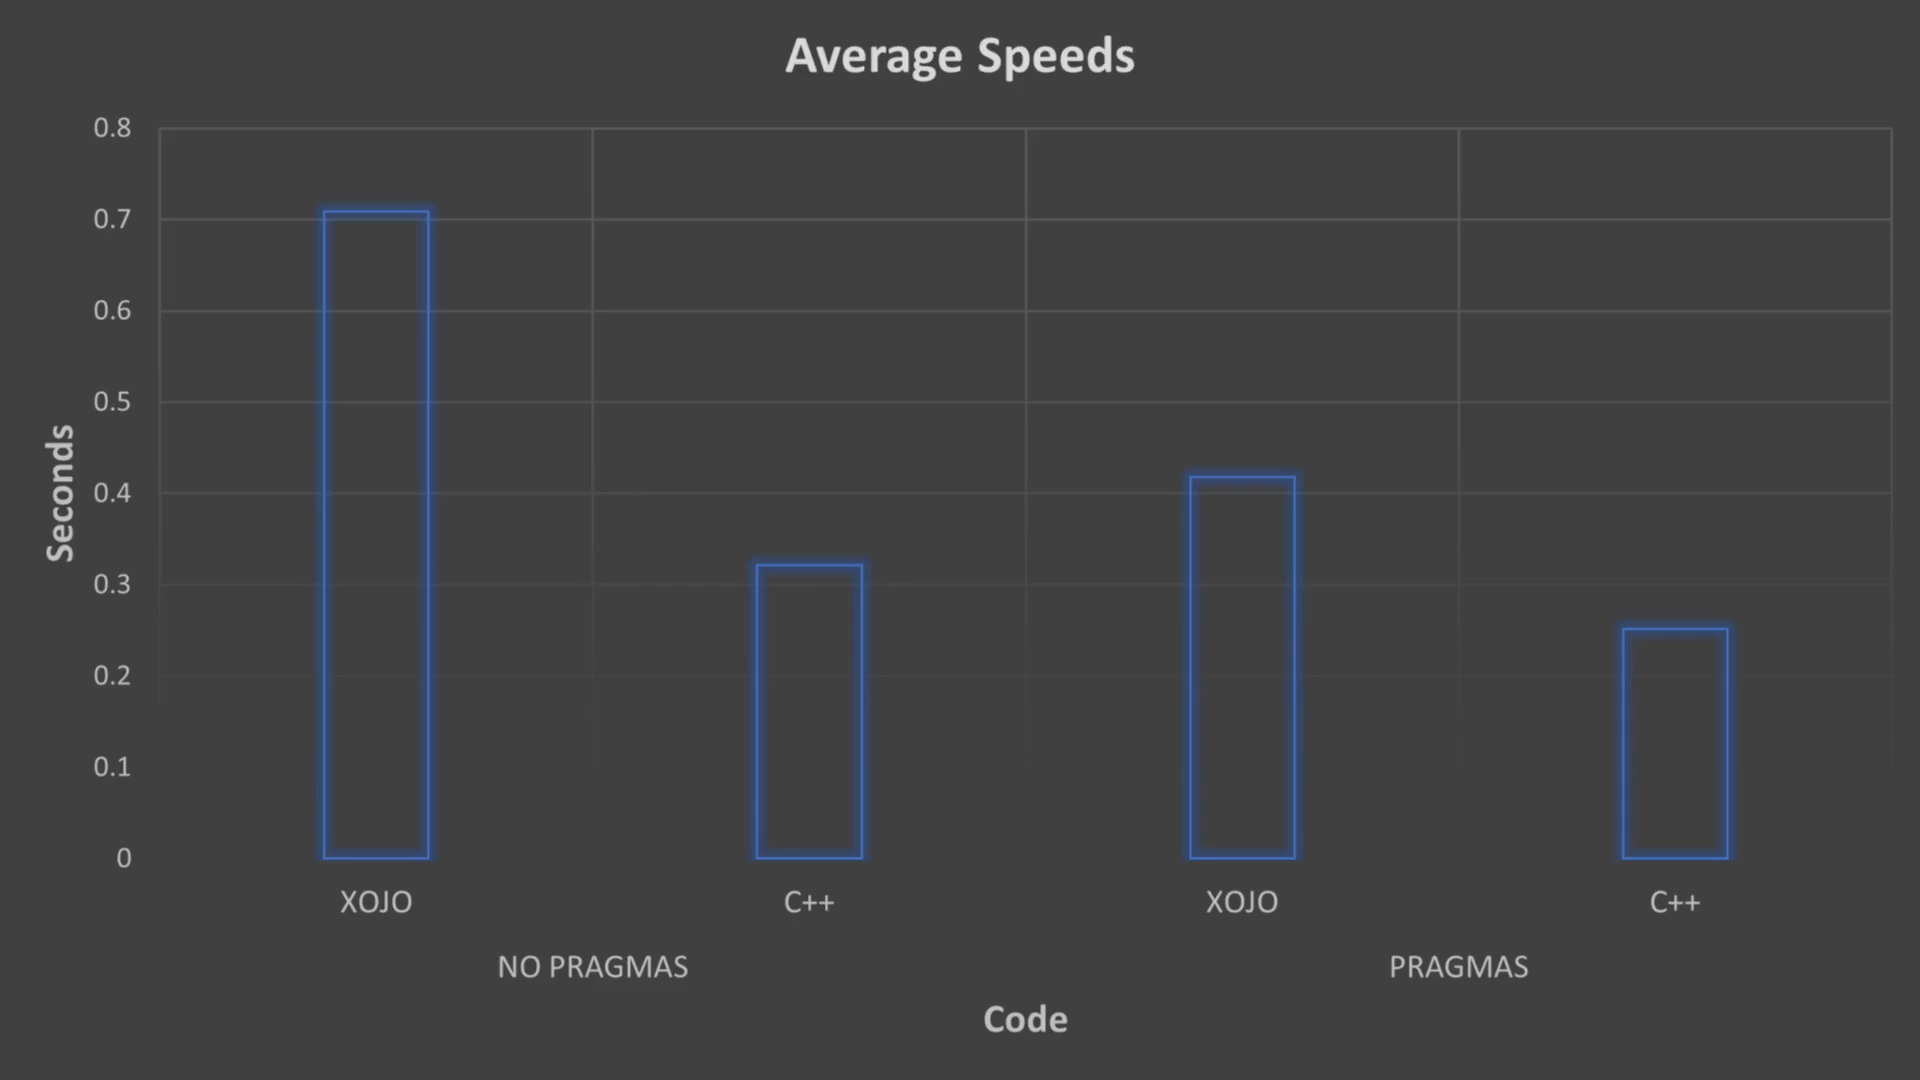 Average Speeds
0.8
0.7
0.6
0.5
0.4
0.3
0.2
0.1
0
Seconds
XOJO C++ XOJO C++
NO PRAGMAS PRAGMAS
Code